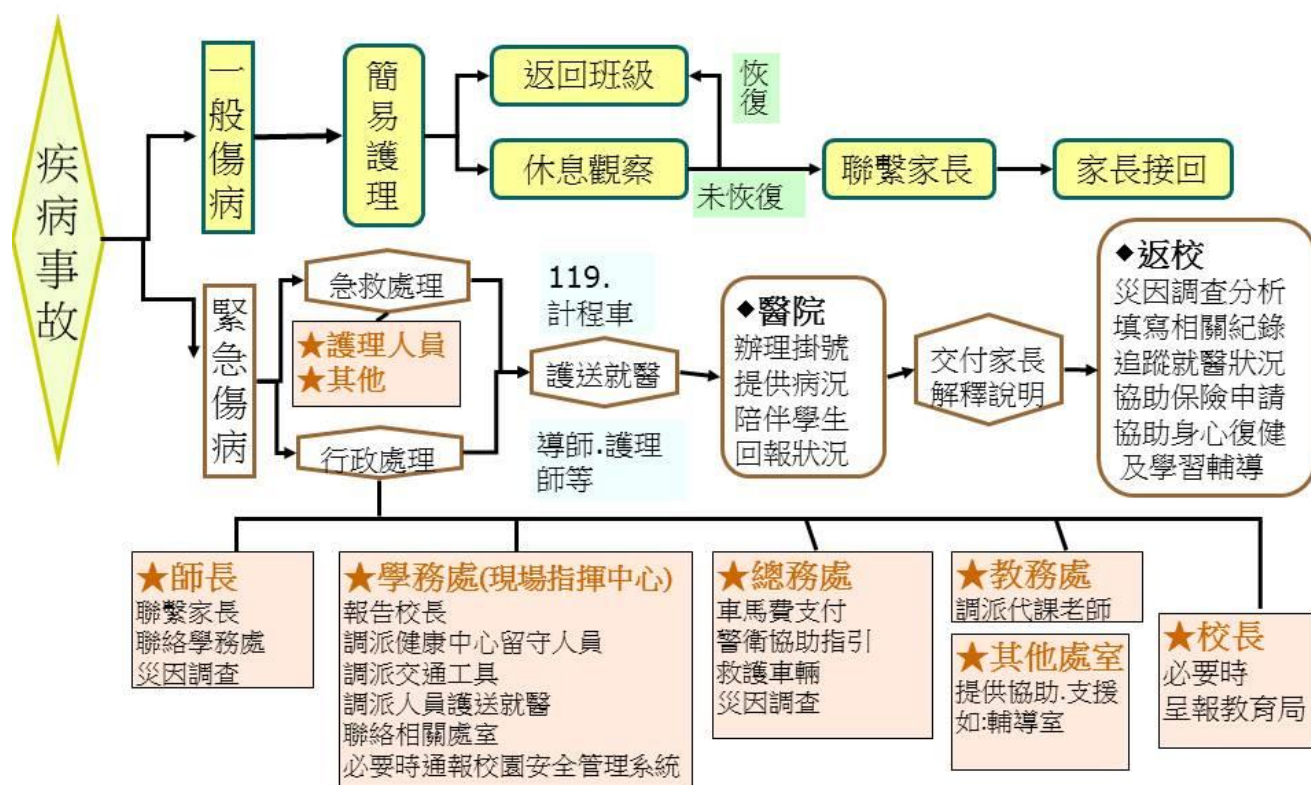 疾病事故
一般傷病
簡易護理
返回班級
恢復
休息觀察
未恢復
聯繫家長
家長接回
緊急傷病
急救處理
★護理人員
★其他
行政處理
119.
計程車
護送就醫
導師.護理
師等
◆醫院
辦理掛號
提供病況
陪伴學生
回報狀況
交付家長
解釋說明
◆返校
災因調查分析
填寫相關紀錄
追蹤就醫狀況
協助保險申請
協助身心復健
及學習輔導
★師長
聯繫家長
聯絡學務處
災因調查
★學務處(現場指揮中心)
報告校長
調派健康中心留守人員
調派交通工具
調派人員護送就醫
聯絡相關處室
必要時通報校園安全管理系統
★總務處
車馬費支付
警衛協助指引
救護車輛
災因調查
★教務處
調派代課老師
★其他處室
提供協助.支援
如:輔導室
★校長
必要時
呈報教育局